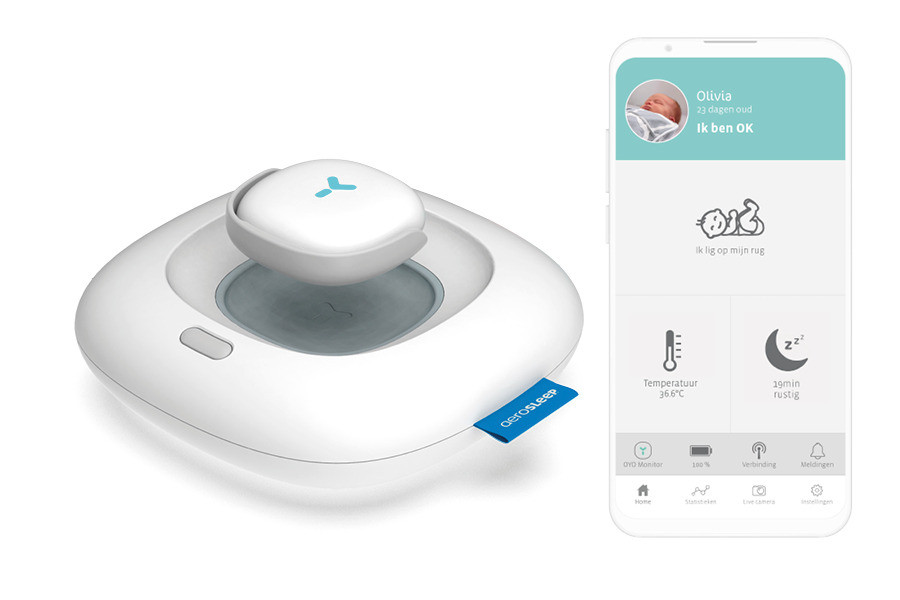 aerosleep
Olivia
23 dagen oud
Ik ben OK
Ik lig op mijn rug
Temperatuur
36.6°C
z z z
19min
rustig
OYO Monitor
100 %
Verbinding
Meldingen
Home
Statistieken
Live camera
Instellingen